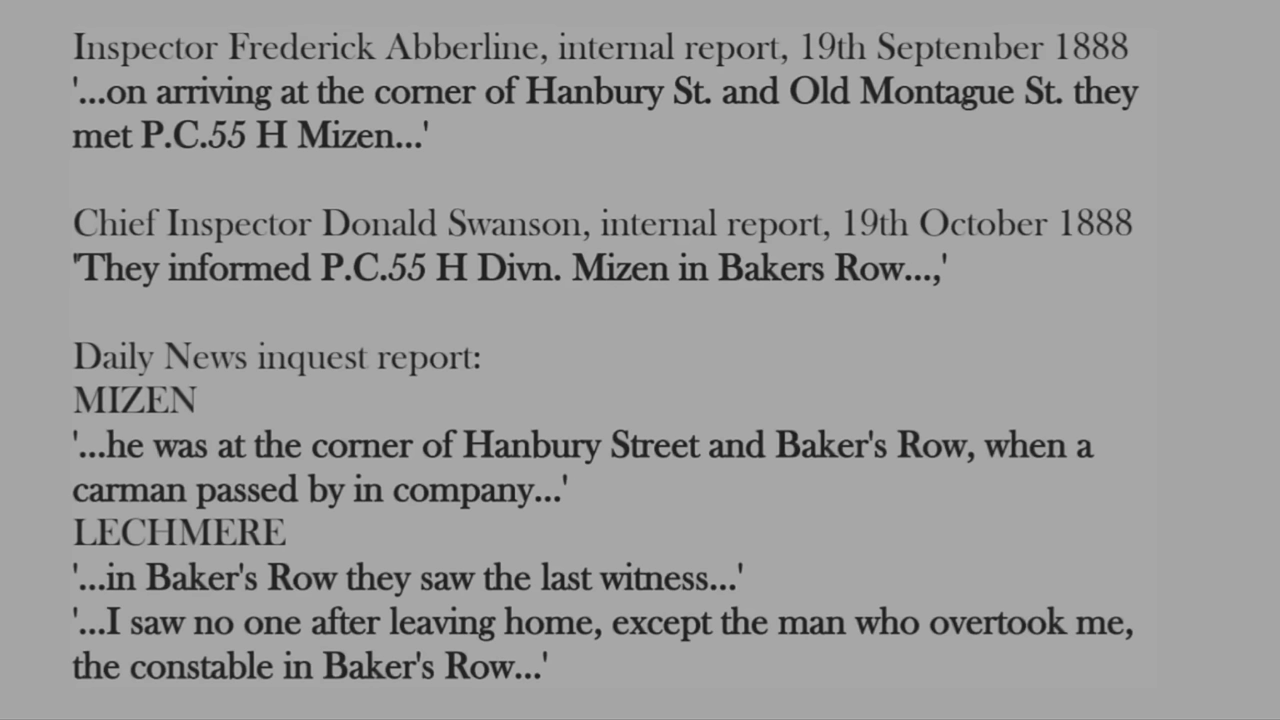 Inspector Frederick Abberline, internal report, 19th September 1888
'...on arriving at the corner of Hanbury St. and Old Montague St. they
met P.C.55 H Mizen...'
Chief Inspector Donald Swanson, internal report, 19th October 1888
'They informed P.C.55 H Divn. Mizen in Bakers Row...,'
Daily News inquest report:
MIZEN
'...he was at the corner of Hanbury Street and Baker's Row, when a
carman passed by in company...'
LECHMERE
'...in Baker's Row they saw the last witness...'
'...I saw no one after leaving home, except the man who overtook me,
the constable in Baker's Row...'